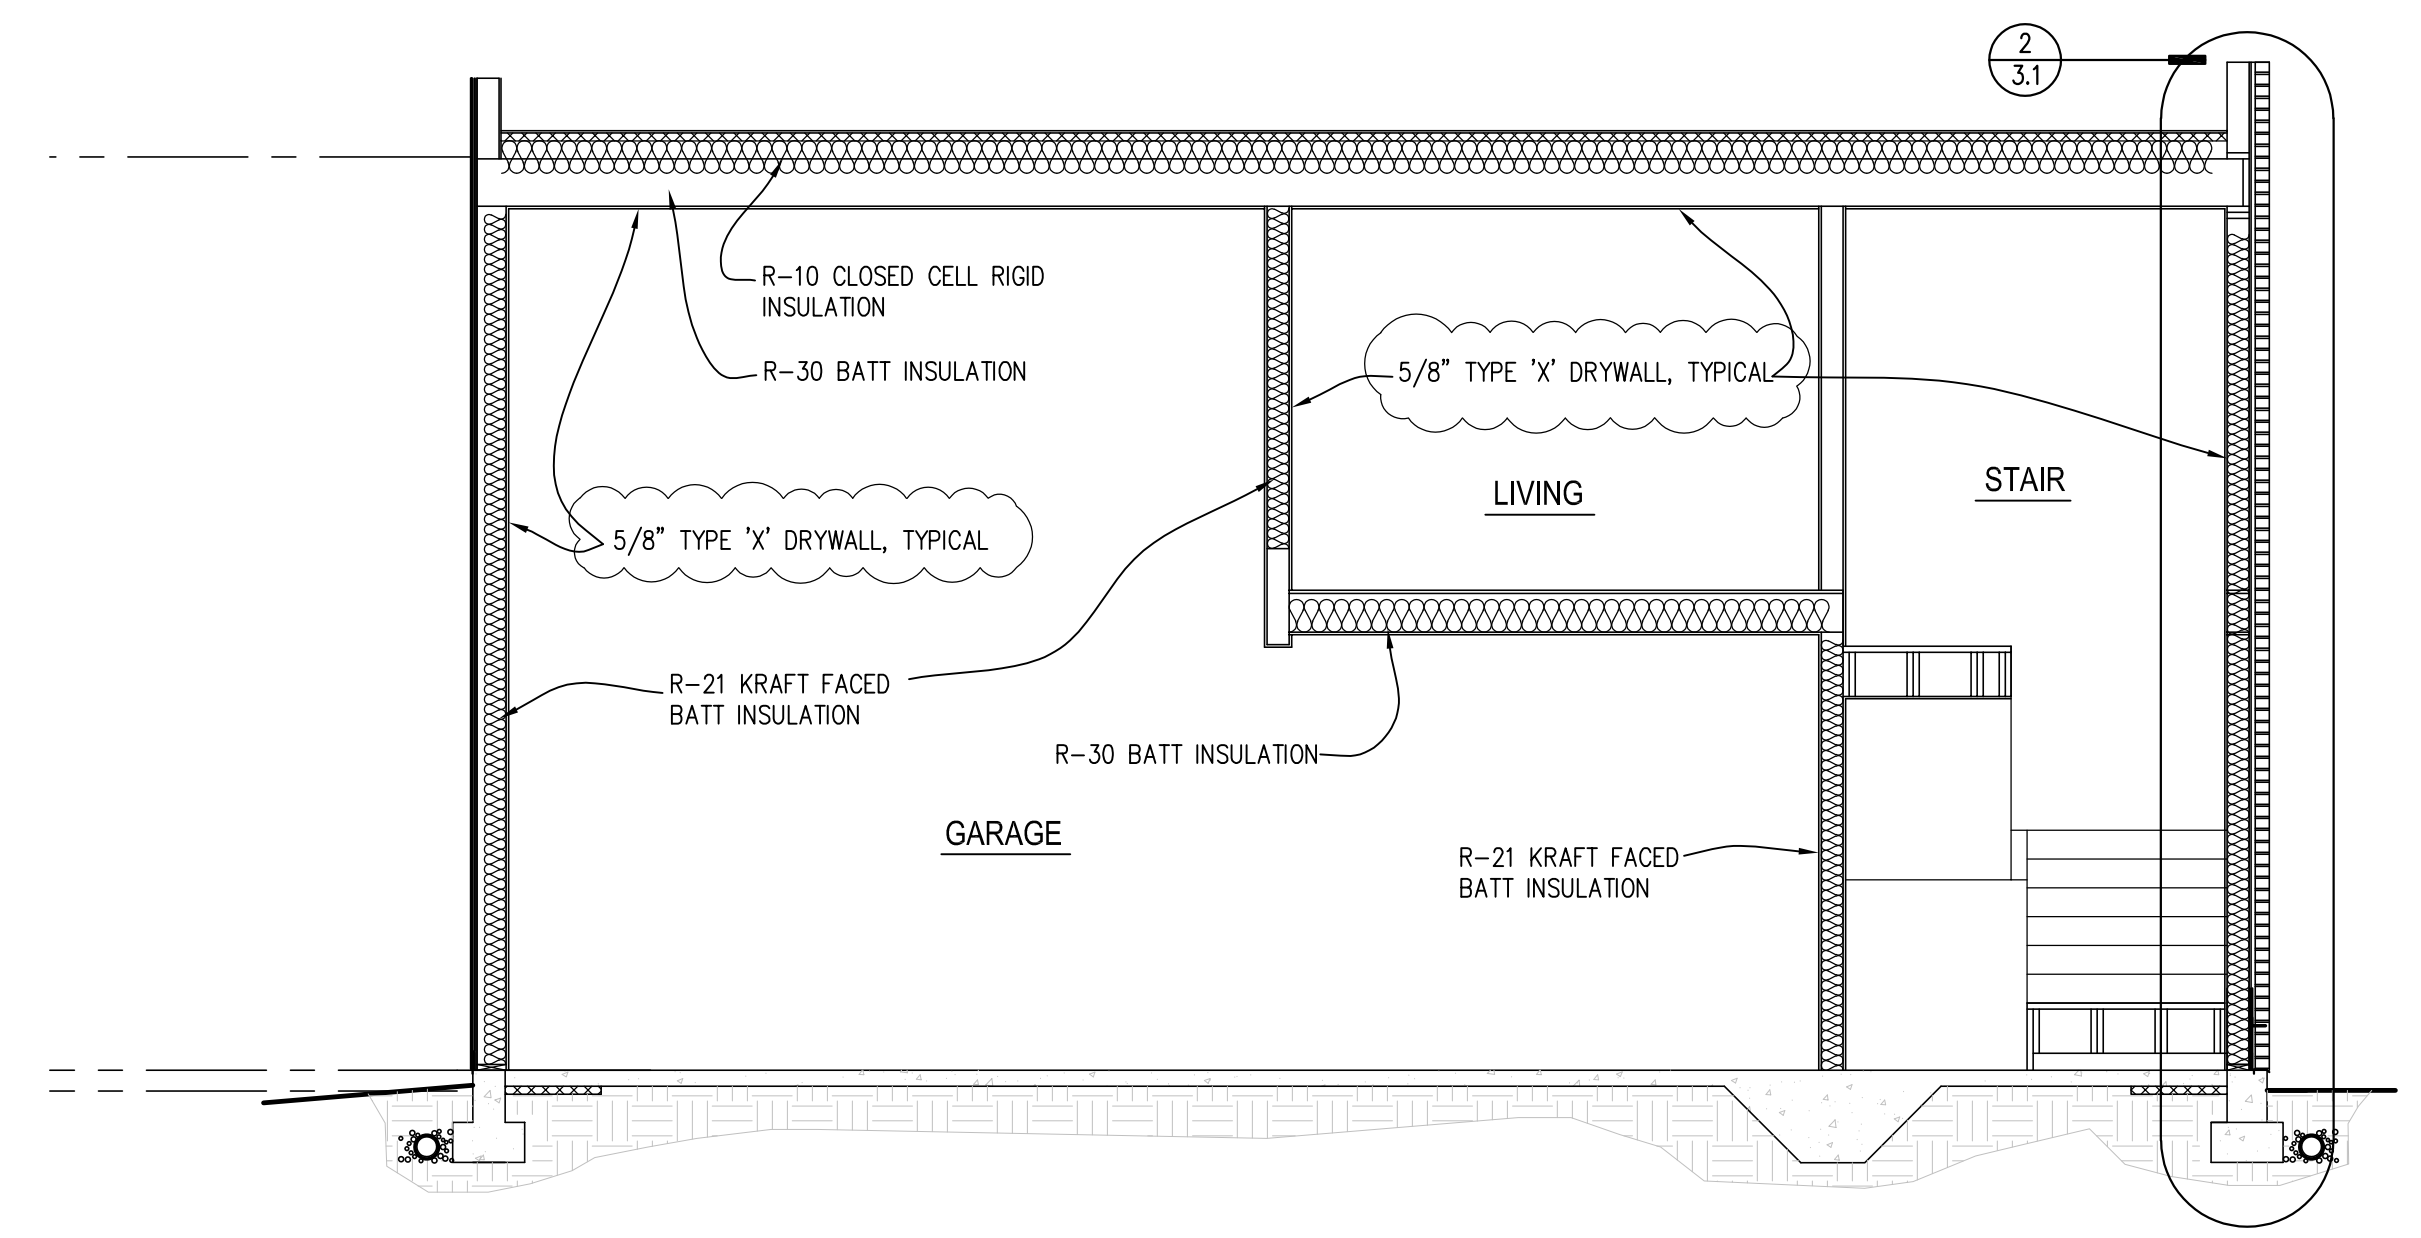 2
3.1
R-10 CLOSED CELL RIGID
INSULATION
R-30 BATT INSULATION
5/8" TYPE 'X' DRYWALL, TYPICAL
STAIR
LIVING
5/8" TYPE 'X' DRYWALL, TYPICAL
R-21 KRAFT FACED
BATT INSULATION
R-30 BATT INSULATION
GARAGE
R-21 KRAFT FACED
BATT INSULATION